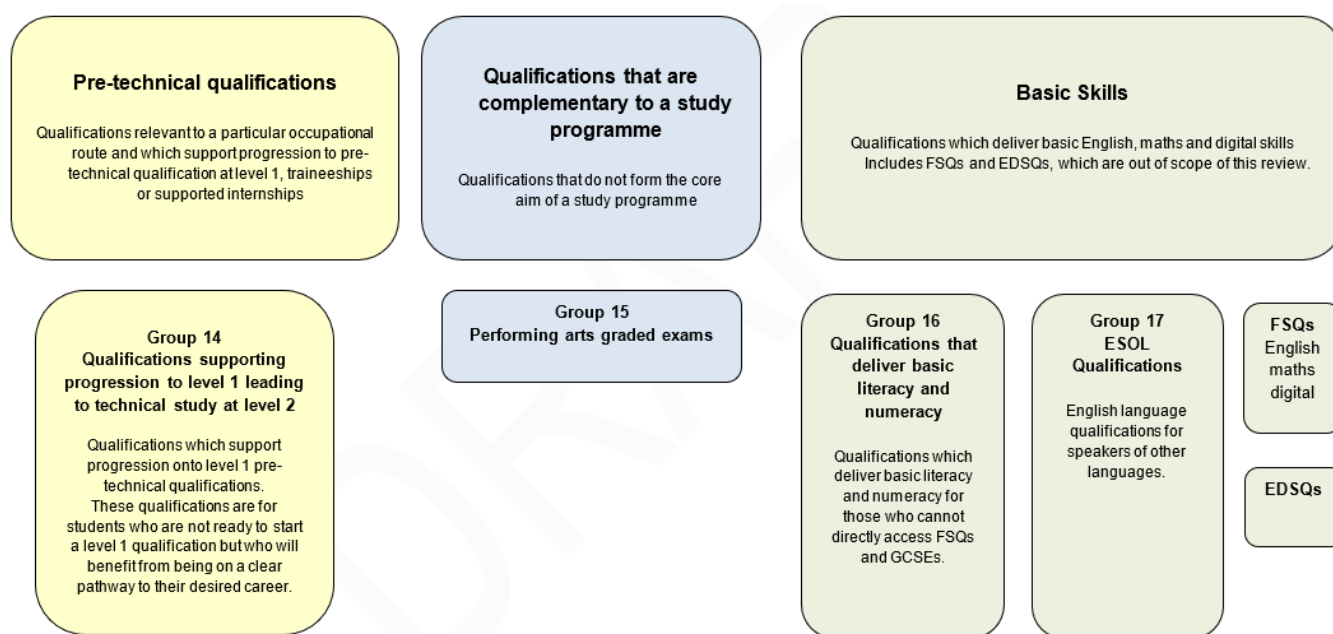 Pre-technical qualifications
Qualifications relevant to a particular occupational
route and which support progression to pre-
technical qualification at level 1, traineeships
or supported internships
Qualifications that are
complementary to a study
programme
Qualifications that do not form the core
aim of a study programme
Basic Skills
Qualifications which deliver basic English, maths and digital skills
Includes FSQs and EDSQs, which are out of scope of this review.
Group 14
Qualifications supporting
progression to level 1 leading
to technical study at level 2
Qualifications which support
progression onto level 1 pre-
technical qualifications.
These qualifications are for
students who are not ready to start
a level 1 qualification but who will
benefit from being on a clear
pathway to their desired career.
Group 15
Performing arts graded exams
Group 16
Qualifications that
deliver basic
literacy and
numeracy
Qualifications which
deliver basic literacy
and numeracy for
those who cannot
directly access FSQs
and GCSEs.
Group 17
ESOL
Qualifications
English language
qualifications for
speakers of other
languages.
FSQs
English
maths
digital
EDSQs
DRAFT